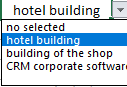 hotel building
no selected
hotel building
building of the shop
CRM corporate software